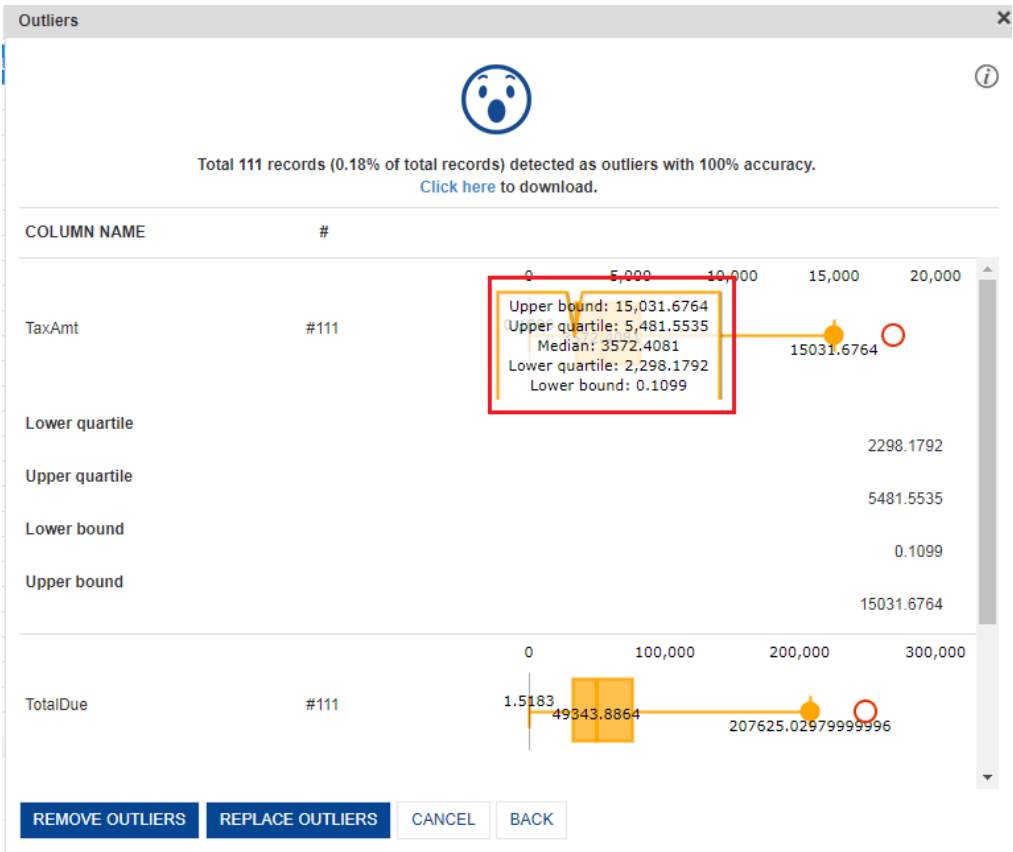 Outliers
Total 111 records (0.18% of total records) detected as outliers with 100% accuracy.
Click here to download.
COLUMN NAME #
0 5,000 10,000 15,000 20,000
TaxAmt #111
Upper bound: 15,031.6764
Upper quartile: 5,481.5535
Median: 3572.4081
Lower quartile: 2,298.1792
Lower bound: 0.1099
15031.6764
Lower quartile
2298.1792
Upper quartile
5481.5535
Lower bound
0.1099
Upper bound
15031.6764
0 100,000 200,000 300,000
TotalDue #111
1.5183
49343.8864
207625.02979999996
REMOVE OUTLIERS REPLACE OUTLIERS CANCEL BACK